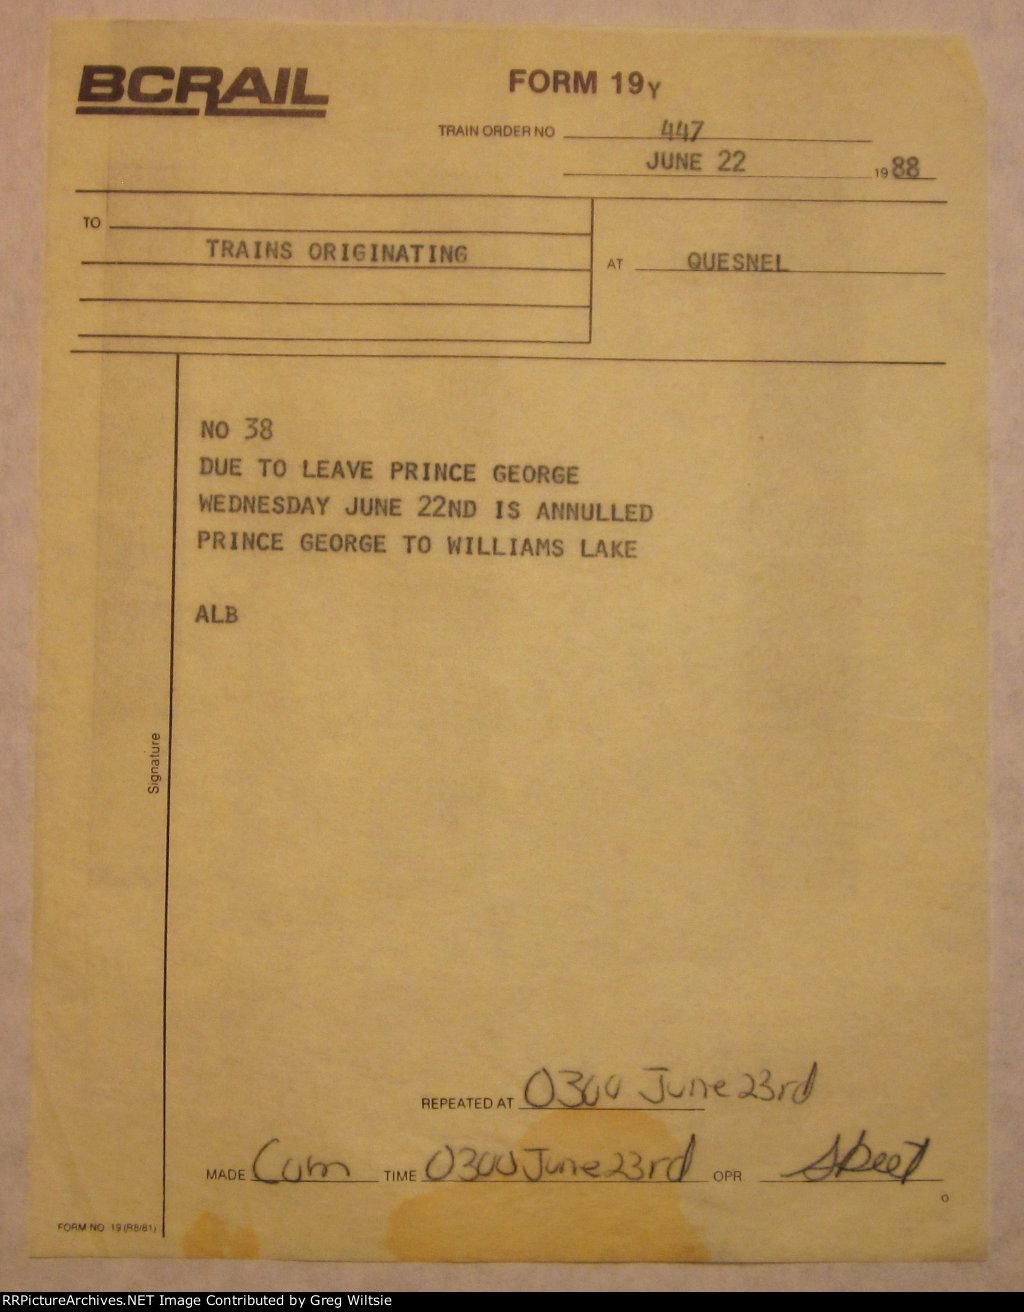 BCRAIL
FORM 19Y
TRAIN ORDER NO 447
JUNE 22 1988
TO
TRAINS ORIGINATING
AT QUESNEL
NO 38
DUE TO LEAVE PRINCE GEORGE
WEDNESDAY JUNE 22ND IS ANNULLED
PRINCE GEORGE TO WILLIAMS LAKE
ALB
Signature
REPEATED AT 0300 June 23rd
MADE Com TIME 0300 June 23rd OPR
FORM NO 19 (R8/81)
RRPictureArchives.NET Image Contributed by Greg Wiltsie